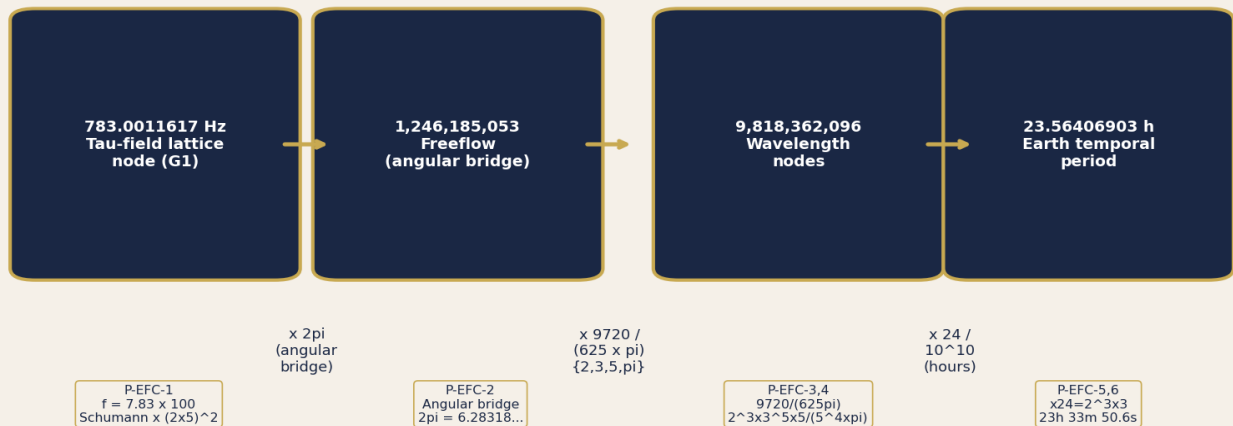 783.0011617 Hz
Tau-field lattice
node (G1)
1,246,185,053
Freeflow
(angular bridge)
9,818,362,096
Wavelength
nodes
23.56406903 h
Earth temporal
period
x 2pi
(angular
bridge)
x 9720 /
(625 x pi)
{2,3,5,pi}
x 24 /
10^10
(hours)
P-EFC-1
f = 7.83 x 100
Schumann x (2x5)^2
P-EFC-2
Angular bridge
2pi = 6.28318...
P-EFC-3,4
9720/(625pi)
2^3x3^5x5/(5^4xpi)
P-EFC-5,6
x24=2^3x3
23h 33m 50.6s